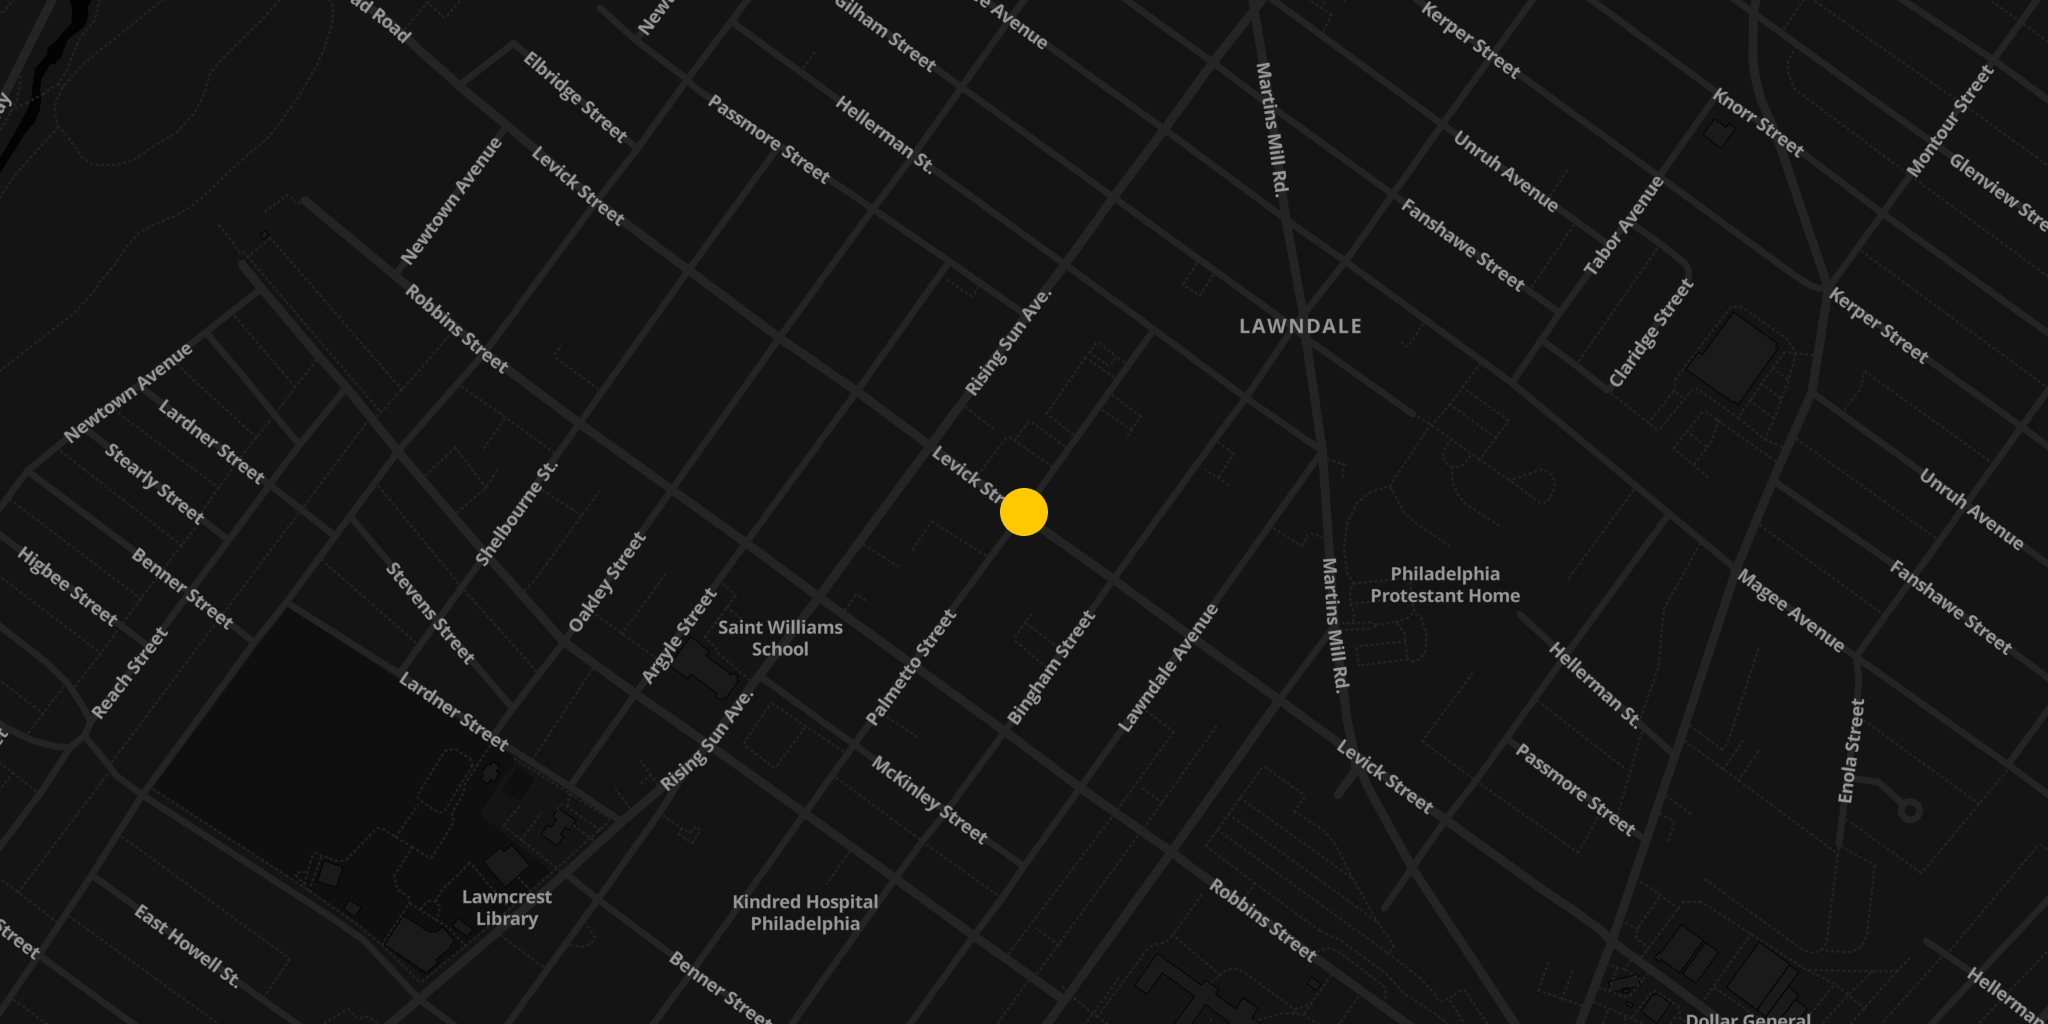 Gilham Street
Avenue
Kerper Street
Elbridge Street
Passmore Street
Hellerman St.
Martins Mill Rd.
Knorr Street
Montour Street
Unruh Avenue
Glenview
Newtown Avenue
Levick Street
Fanshawe Street
Tabor Avenue
Robbins Street
Rising Sun Ave.
LAWNDALE
Claridge Street
Kerper Street
Newtown Avenue
Lardner Street
Stearly Street
Levick
Shelbourne St.
Unruh Avenue
Higbee Street
Benner Street
Stevens Street
Oakley Street
Argyle Street
Saint Williams
School
Philadelphia
Protestant Home
Martins Mill Rd.
Magee Avenue
Fanshawe Street
Reach Street
Lardner Street
Rising Sun Ave.
Palmetto Street
Bingham Street
Lawndale Avenue
Hellerman St.
Levick Street
Passmore Street
Enola Street
McKinley Street
Lawncrest
Library
Kindred Hospital
Philadelphia
Robbins Street
East Howell St.
Street
Benner Street
Hellerman
Dollar General